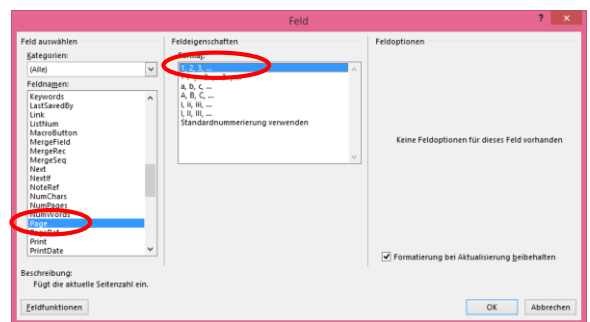 Feld
? ×
Feld auswählen
Kategorien:
(Alle)
Feldnamen:
Keywords
LastSavedBy
Link
ListNum
MacroButton
MergeField
MergeRec
MergeSeq
Next
NextIf
NoteRef
NumChars
NumPages
NumWords
Page
PageRef
Print
PrintDate
Feldeigenschaften
Format:
1, 2, 3, ...
a, b, c, ...
A, B, C, ...
i, ii, iii, ...
I, II, III, ...
Standardnummerierung verwenden
Feldoptionen
Keine Feldoptionen für dieses Feld vorhanden
Formatierung bei Aktualisierung beibehalten
Beschreibung:
Fügt die aktuelle Seitenzahl ein.
Feldfunktionen
OK
Abbrechen